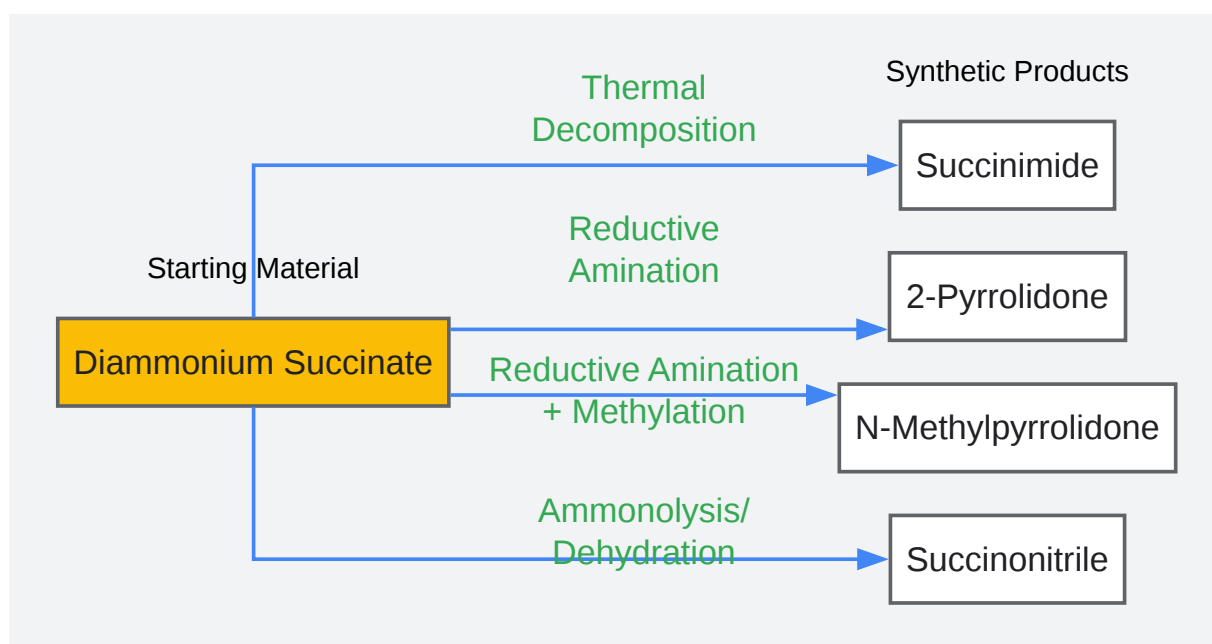 Synthetic Products
Thermal
Decomposition
Succinimide
Reductive
Amination
Starting Material
2-Pyrrolidone
Diammonium Succinate
Reductive Amination
+ Methylation
N-Methylpyrrolidone
Ammonolysis/
Dehydration
Succinonitrile